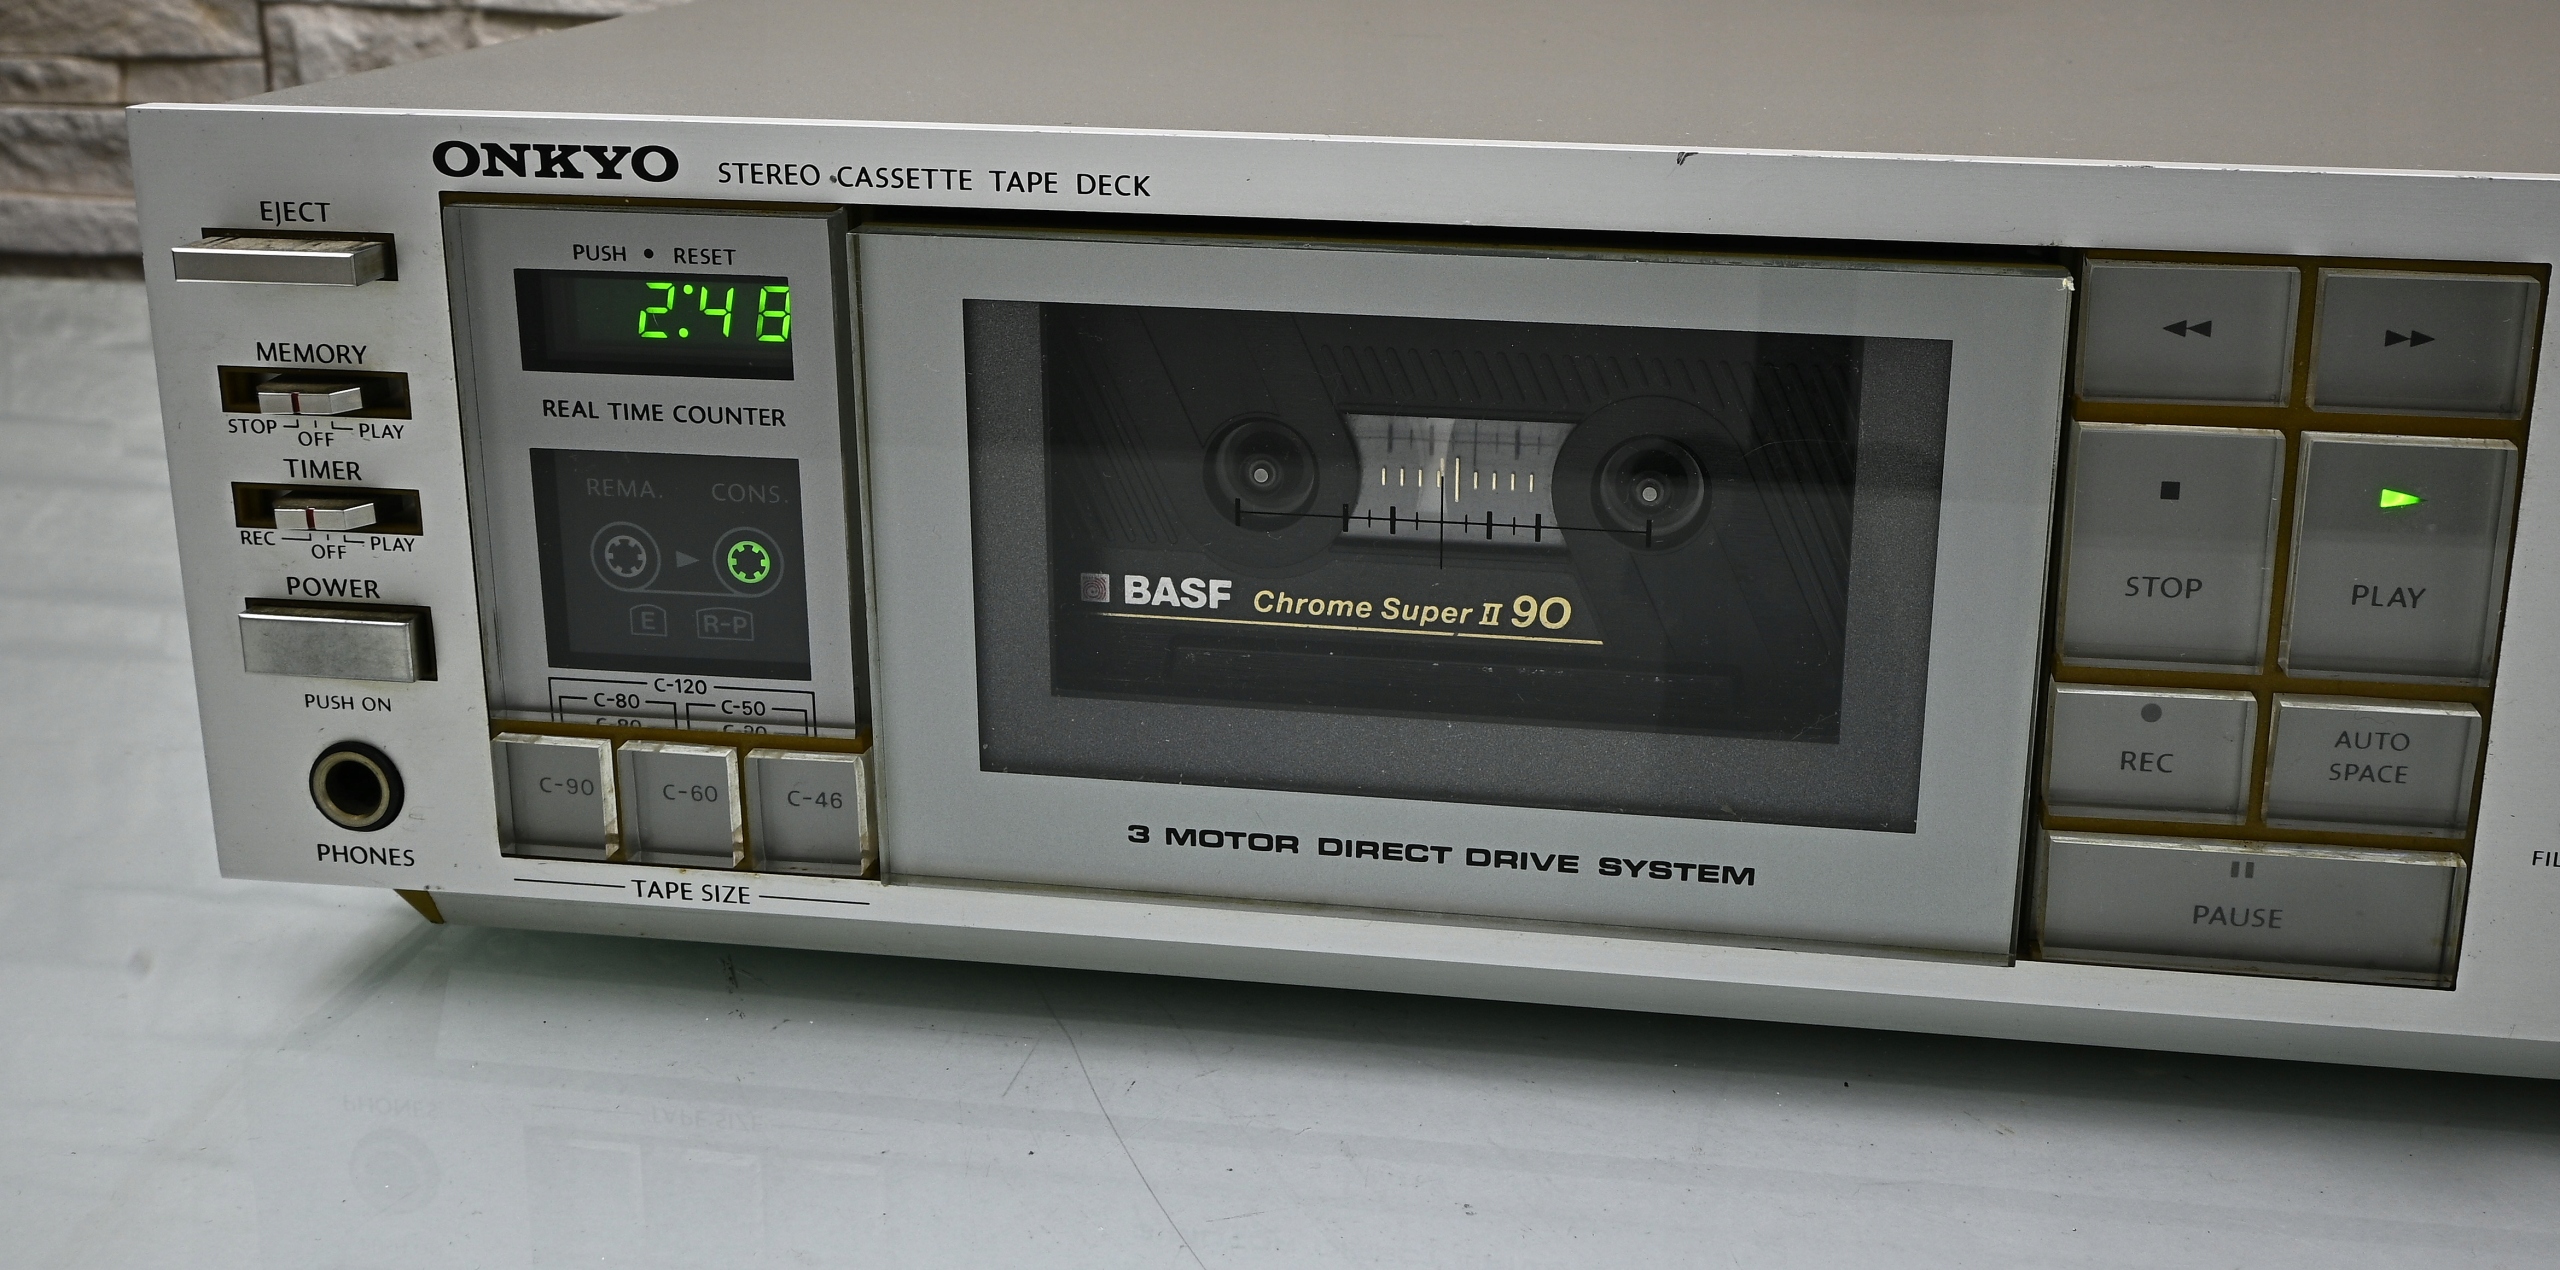 ONKYO STEREO CASSETTE TAPE DECK
EJECT
MEMORY
STOP OFF PLAY
TIMER
REC OFF PLAY
POWER
PUSH ON
PHONES
PUSH • RESET
2:48
REAL TIME COUNTER
REMA. CONS.
E R-P
C-120
C-80 C-50
C-90 C-60 C-46
TAPE SIZE
BASF Chrome Super II 90
3 MOTOR DIRECT DRIVE SYSTEM
STOP PLAY
REC AUTO SPACE
PAUSE